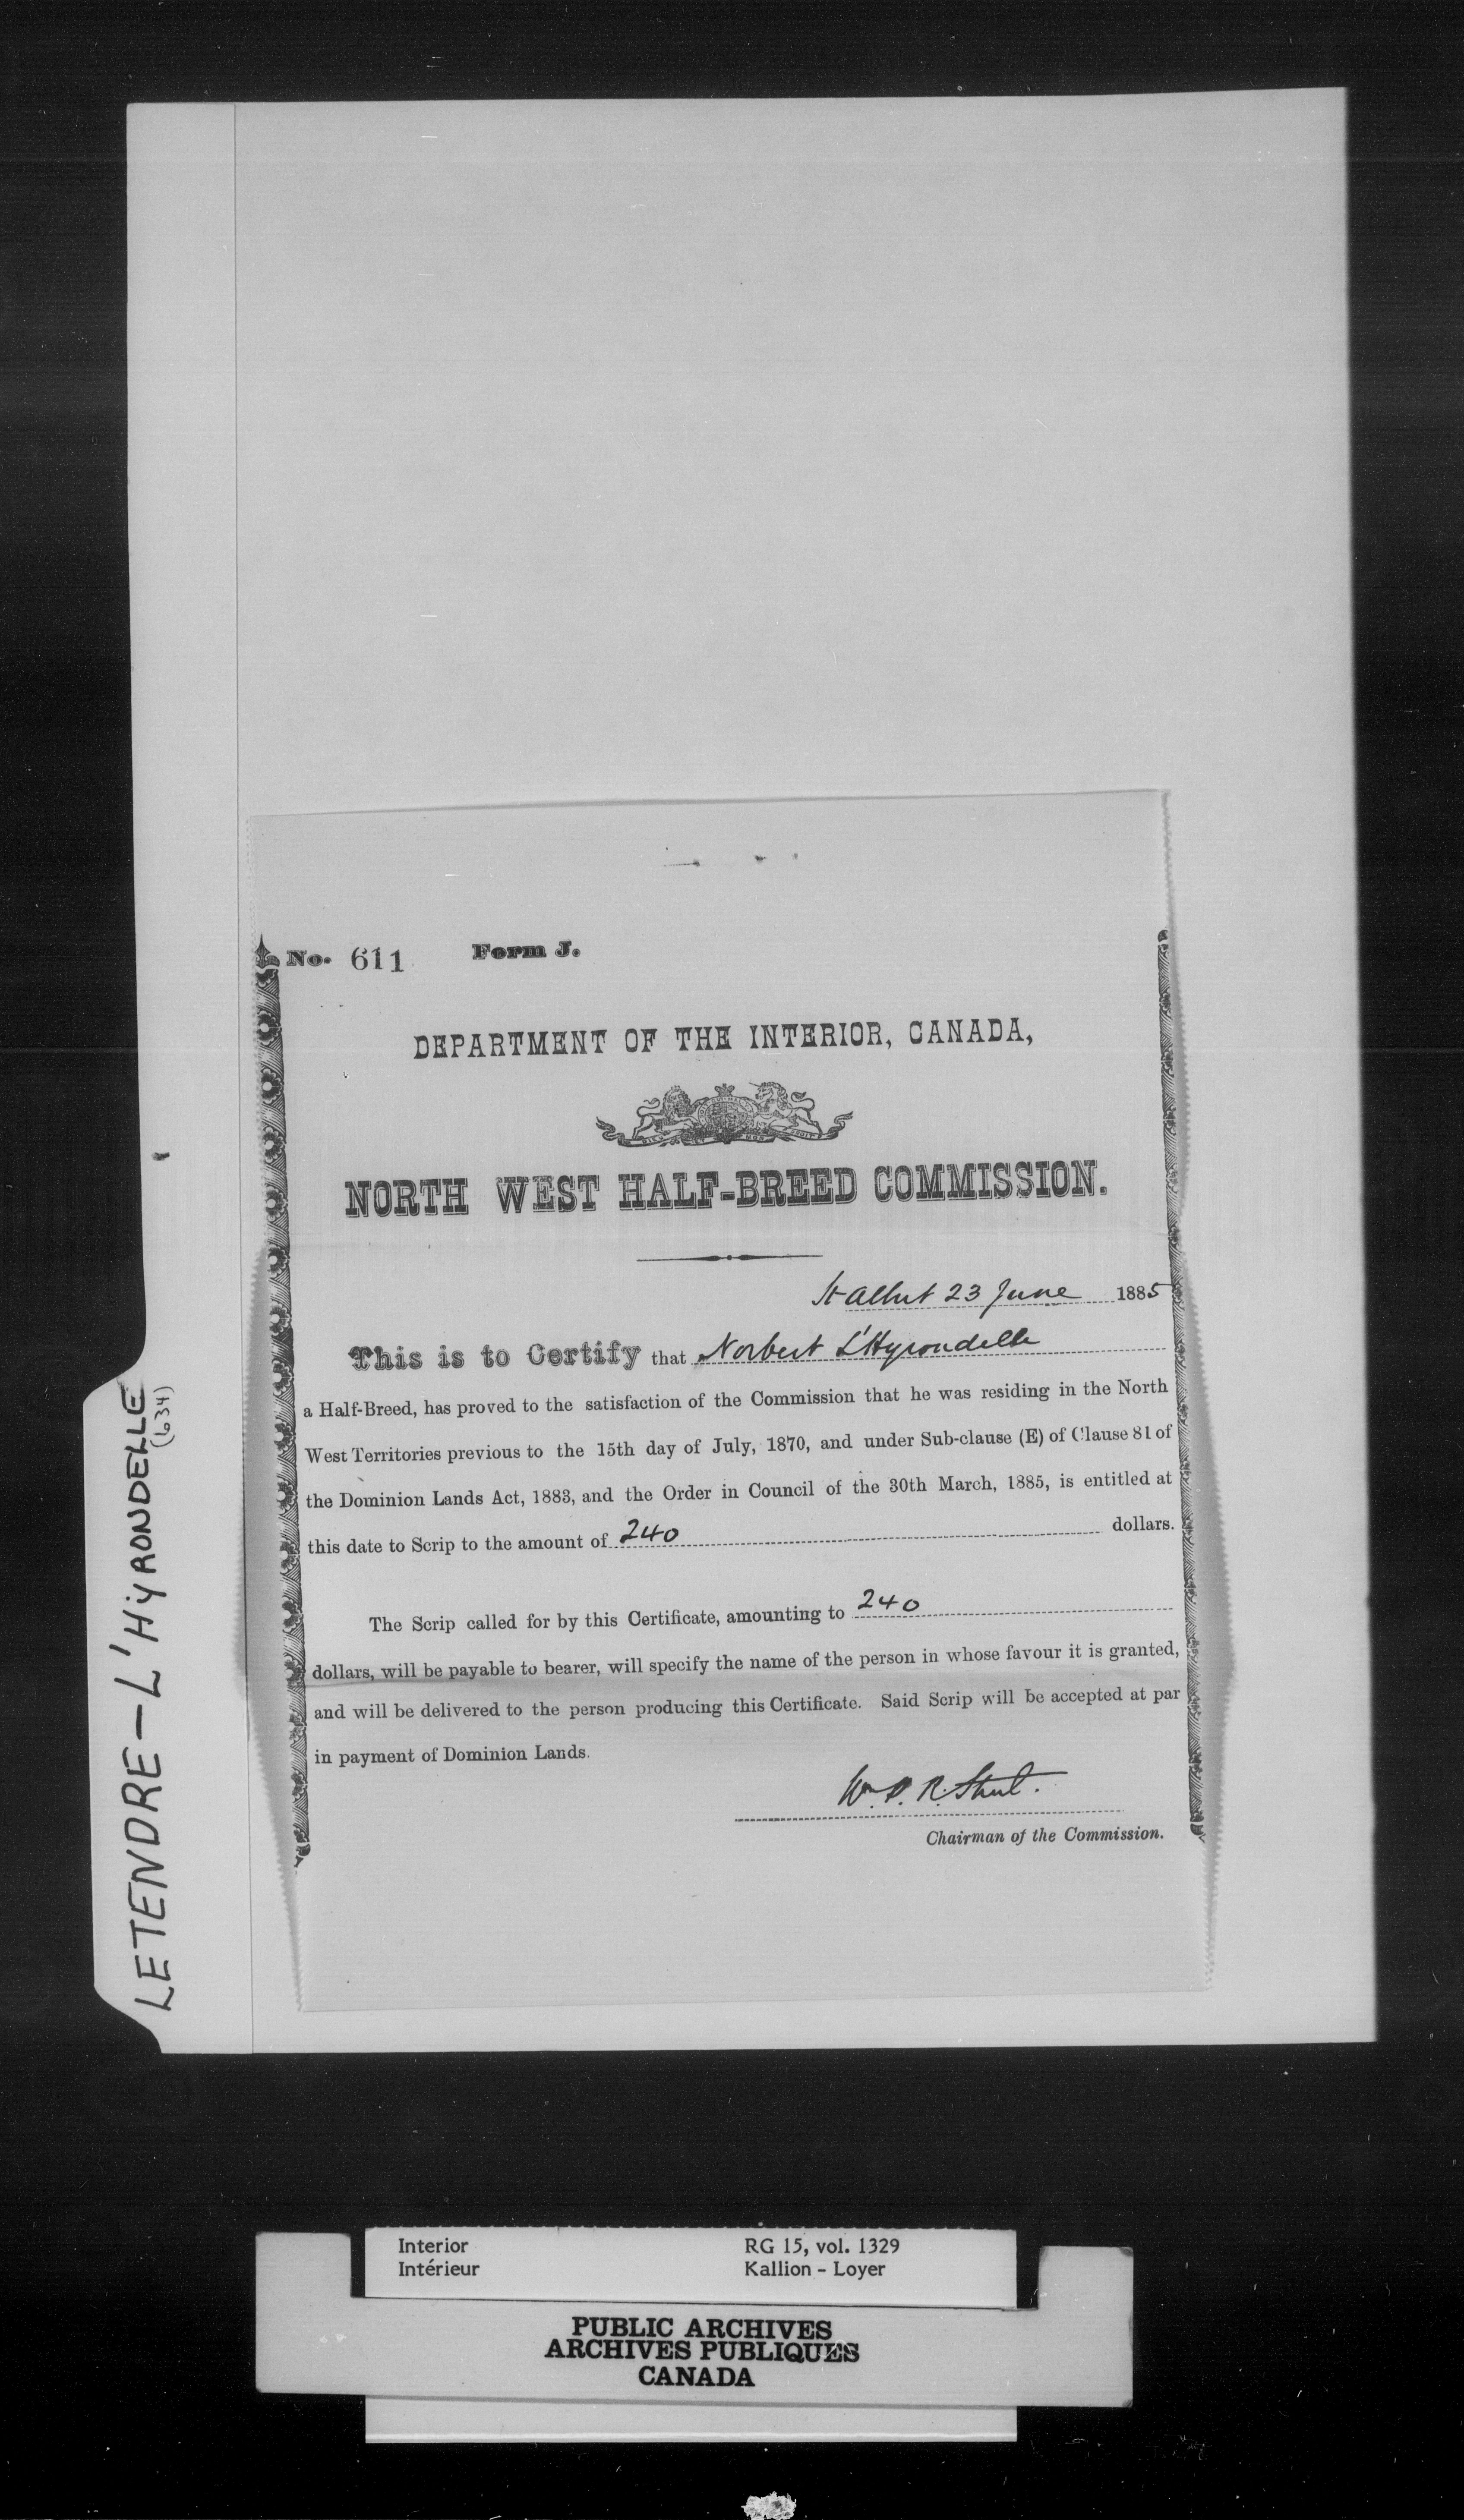 No. 611 Form J.
DEPARTMENT OF THE INTERIOR, CANADA,
NORTH WEST HALF-BREED COMMISSION.
St Albert 23 June 1885
This is to Certify that Norbert L'Hyrondelle
a Half-Breed, has proved to the satisfaction of the Commission that he was residing in the North
West Territories previous to the 15th day of July, 1870, and under Sub-clause (E) of Clause 81 of
the Dominion Lands Act, 1883, and the Order in Council of the 30th March, 1885, is entitled at
this date to Scrip to the amount of 240 dollars.
The Scrip called for by this Certificate, amounting to 240
dollars, will be payable to bearer, will specify the name of the person in whose favour it is granted,
and will be delivered to the person producing this Certificate. Said Scrip will be accepted at par
in payment of Dominion Lands.
Wm. P. R. Street.
Chairman of the Commission.
LETENDRE – L'HYRONDELLE
(634)
Interior RG 15, vol. 1329
Intérieur Kallion - Loyer
PUBLIC ARCHIVES
ARCHIVES PUBLIQUES
CANADA